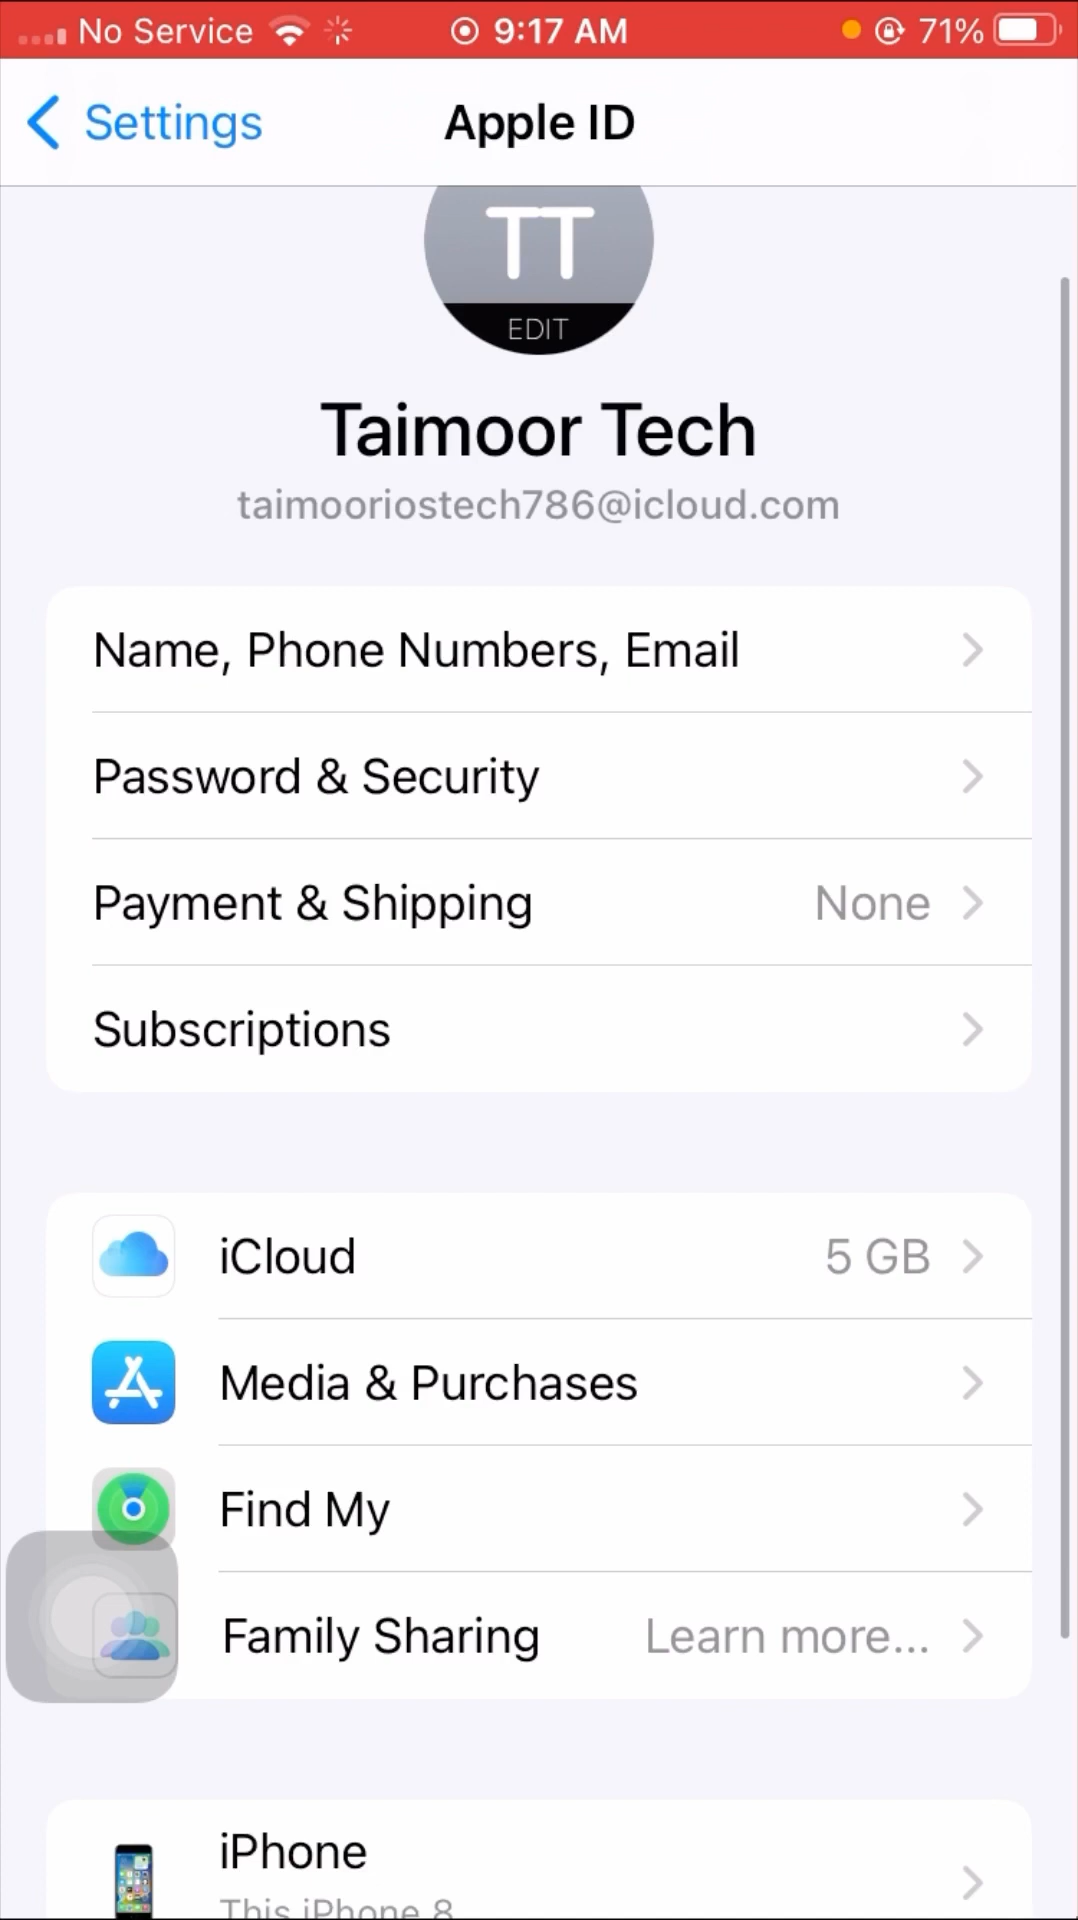 No Service 9:17 AM 71%
Settings Apple ID
TT
EDIT
Taimoor Tech
taimooriostech786@icloud.com
Name, Phone Numbers, Email
Password & Security
Payment & Shipping None
Subscriptions
iCloud 5 GB
Media & Purchases
Find My
Family Sharing Learn more...
iPhone
This iPhone 8